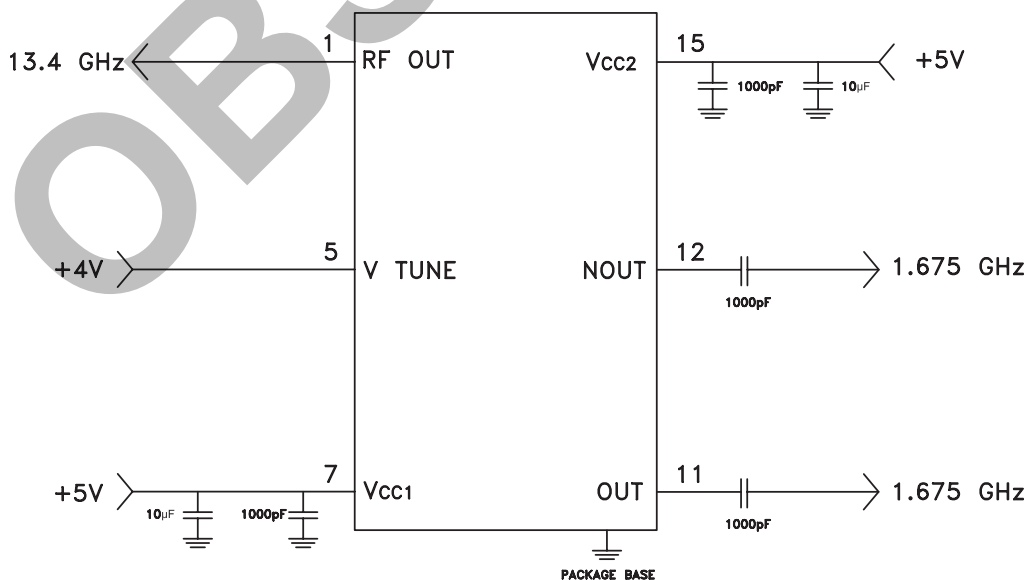 13.4 GHz
1
RF OUT
VCC2
15
+5V
1000pF
10µF
+4V
5
V TUNE
NOUT
12
1.675 GHz
1000pF
+5V
7
VCC1
OUT
11
1.675 GHz
10µF
1000pF
1000pF
PACKAGE BASE